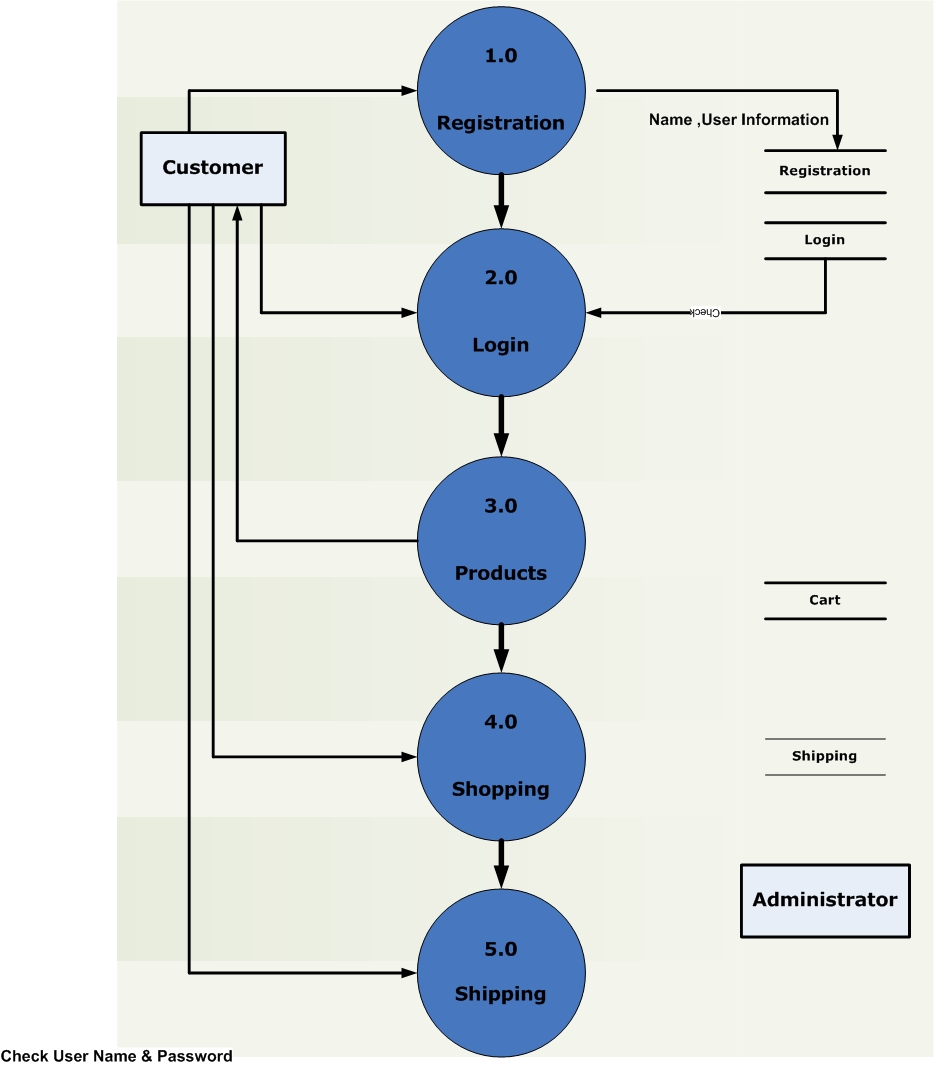 1.0
Registration
Name ,User Information
Customer
Registration
Login
2.0
Check
Login
3.0
Products
Cart
4.0
Shopping
Shipping
Administrator
5.0
Shipping
Check User Name & Password